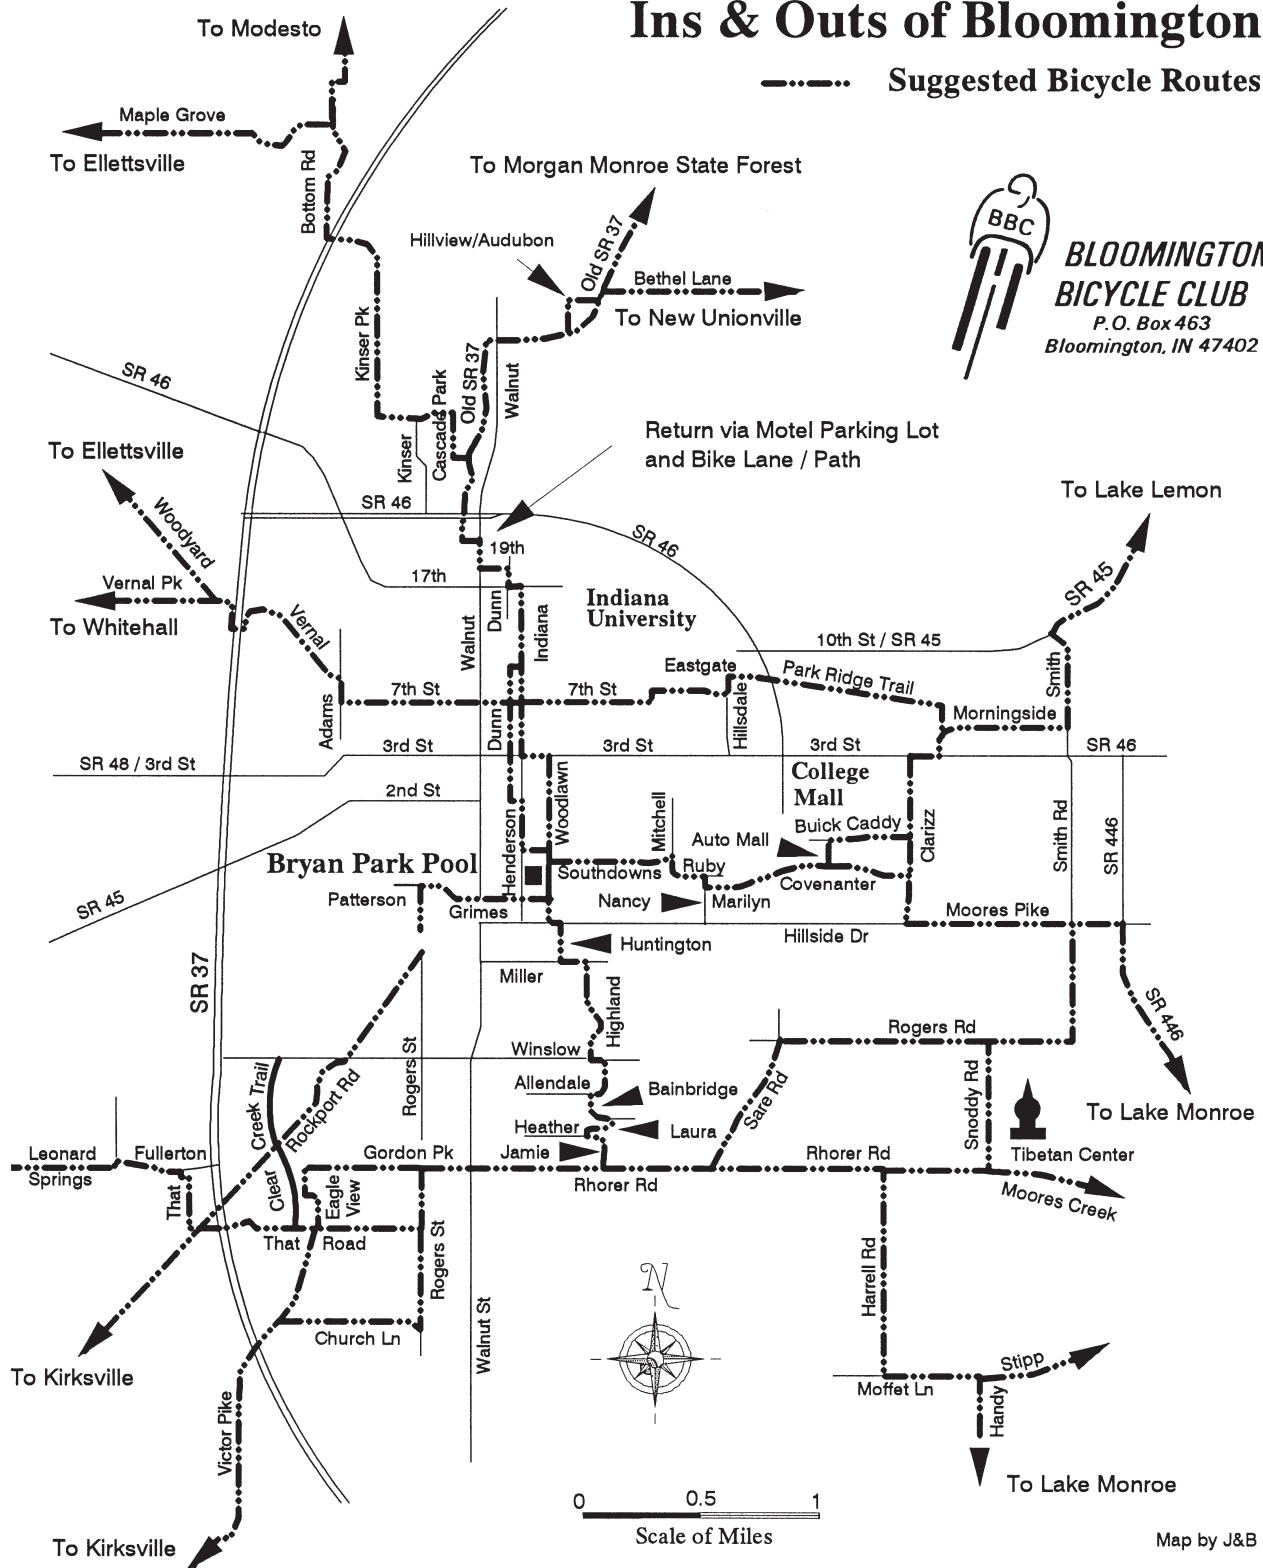 Ins & Outs of Bloomington
Suggested Bicycle Routes
To Modesto
Maple Grove
To Ellettsville
Bottom Rd
To Morgan Monroe State Forest
Hillview/Audubon
Old SR 37
Bethel Lane
To New Unionville
BBC
BLOOMINGTON
BICYCLE CLUB
P.O. Box 463
Bloomington, IN 47402
Kinser Pk
SR 46
Cascade Park
Old SR 37
Walnut
Kinser
Return via Motel Parking Lot
and Bike Lane / Path
To Ellettsville
Woodyard
SR 46
SR 46
To Lake Lemon
SR 45
19th
17th
Vernal Pk
To Whitehall
Vernal
Dunn
Indiana
Walnut
Indiana
University
10th St / SR 45
Smith
Eastgate
Park Ridge Trail
7th St
7th St
Adams
Dunn
Hillsdale
Morningside
3rd St
3rd St
3rd St
SR 46
SR 48 / 3rd St
College
Mall
2nd St
Woodlawn
Mitchell
Auto Mall
Buick Caddy
Clarizz
Smith Rd
SR 446
Bryan Park Pool
Henderson
Southdowns
Ruby
Covenanter
Patterson
Grimes
Nancy
Marilyn
Moores Pike
SR 45
Hillside Dr
Huntington
SR 37
Miller
Highland
SR 446
Rogers Rd
Winslow
Creek Trail
Rockport Rd
Rogers St
Allendale
Bainbridge
Sare Rd
Snoddy Rd
To Lake Monroe
Heather
Laura
Leonard
Springs
Fullerton
Gordon Pk
Jamie
Rhorer Rd
Rhorer Rd
Tibetan Center
Moores Creek
That
Clear
Eagle
View
That Road
Rogers St
Harrell Rd
N
Church Ln
Walnut St
To Kirksville
Stipp
Moffet Ln
Handy
Victor Pike
To Lake Monroe
0 0.5 1
Scale of Miles
To Kirksville
Map by J&B